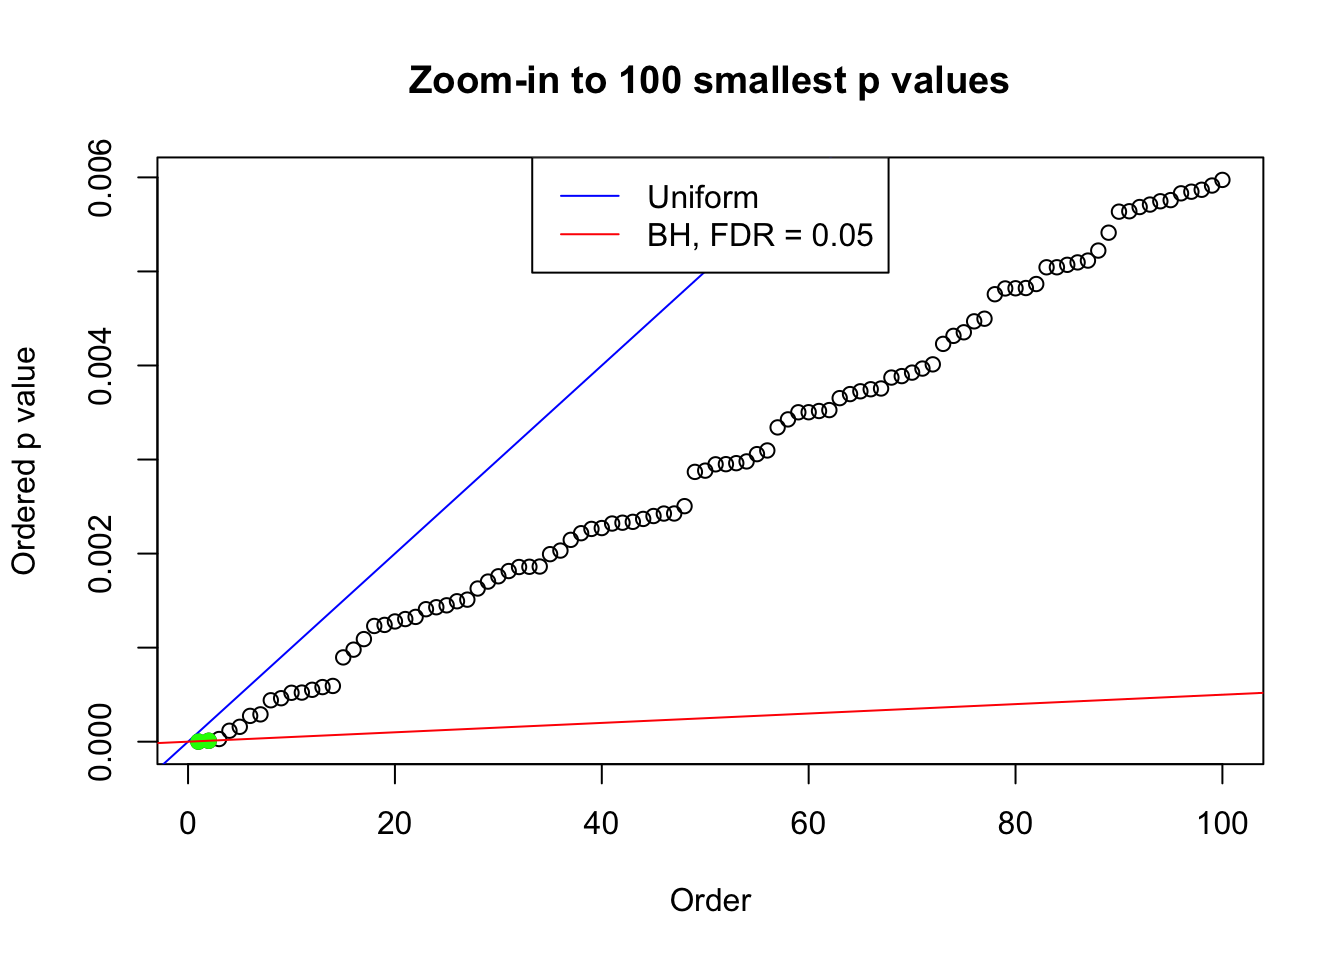 Zoom-in to 100 smallest p values
Uniform
BH, FDR = 0.05
Ordered p value
0.006
0.004
0.002
0.000
0 20 40 60 80 100
Order